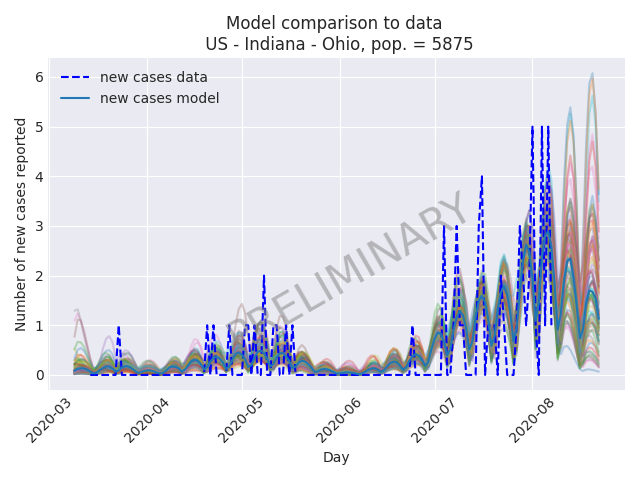 Model comparison to data
US - Indiana - Ohio, pop. = 5875
new cases data
new cases model
PRELIMINARY
Number of new cases reported
6
5
4
3
2
1
0
2020-03
2020-04
2020-05
2020-06
2020-07
2020-08
Day